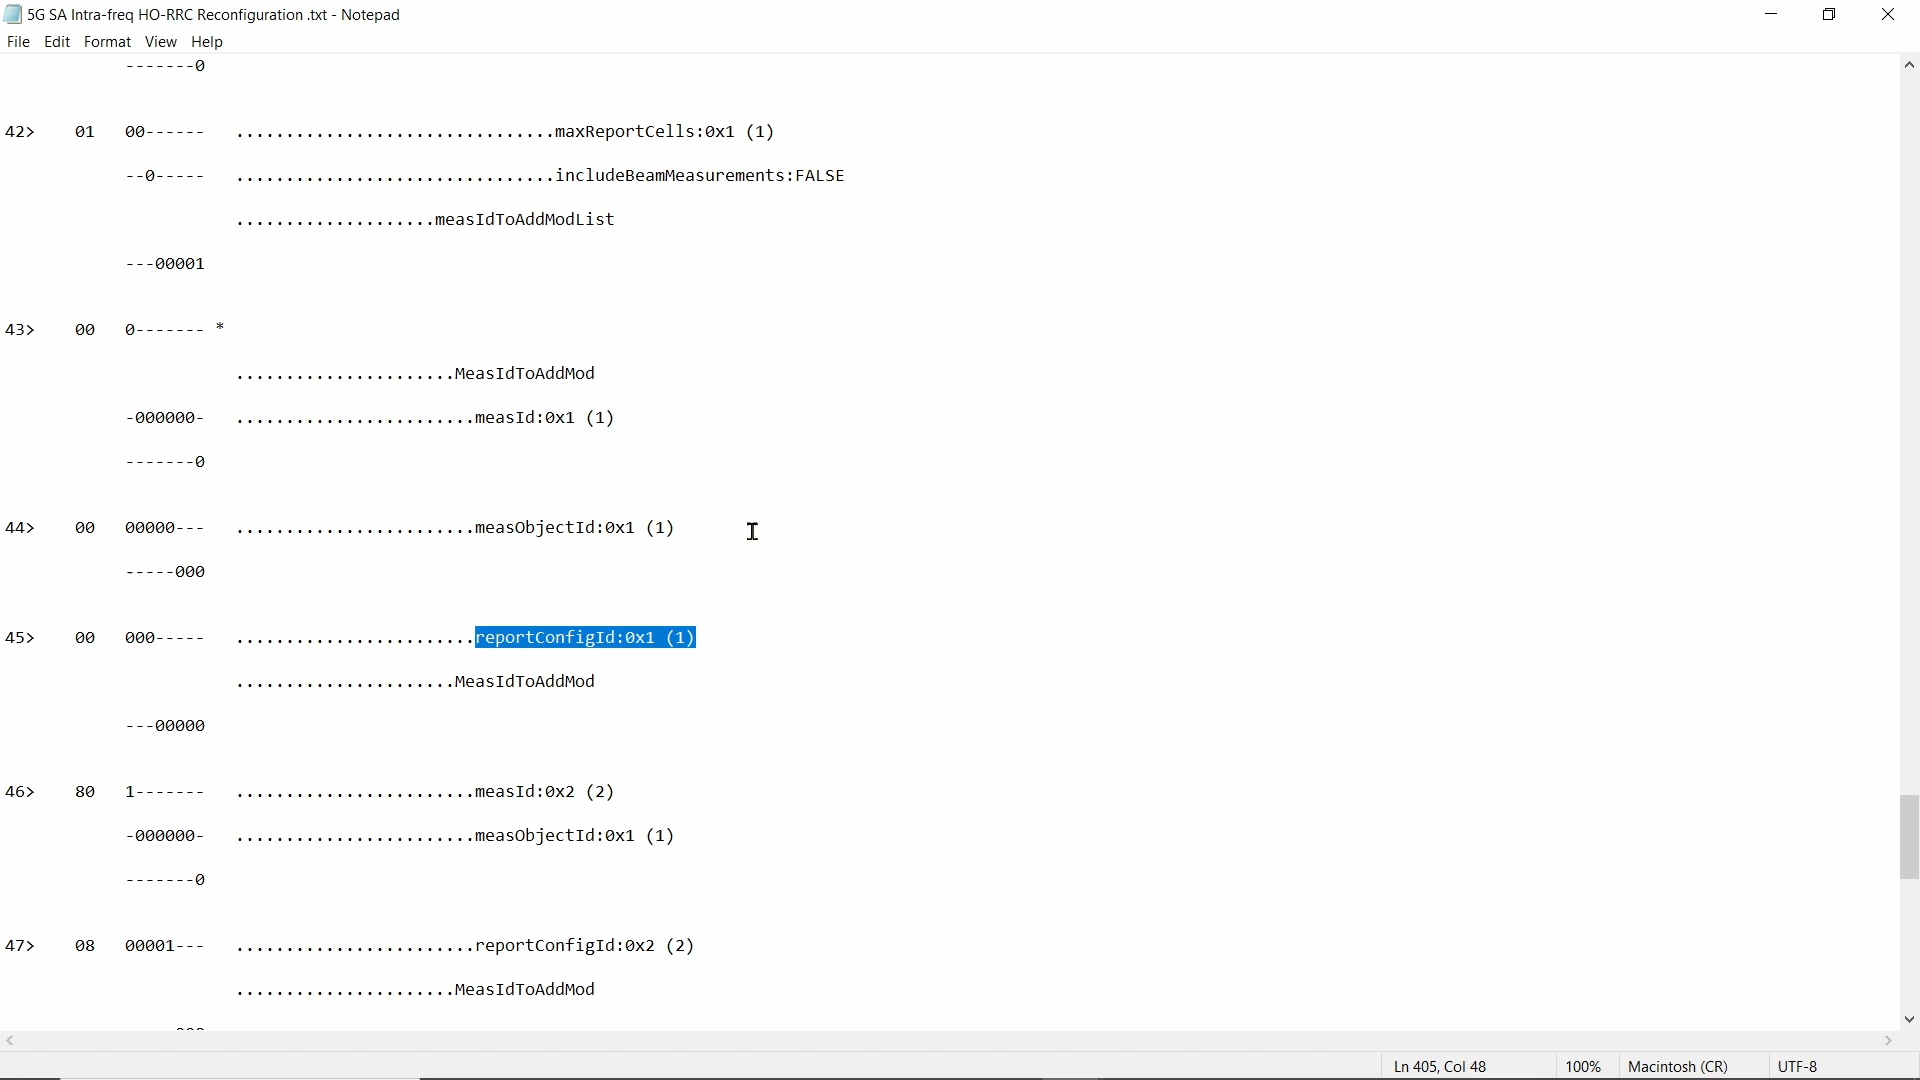 5G SA Intra-freq HO-RRC Reconfiguration .txt - Notepad
File Edit Format View Help
-------0
42> 01 00------ ................................maxReportCells:0x1 (1)
--0----- ................................includeBeamMeasurements:FALSE
....................measIdToAddModList
---00001
43> 00 0------- *
......................MeasIdToAddMod
-000000- ........................measId:0x1 (1)
-------0
44> 00 00000--- ........................measObjectId:0x1 (1)
-----000
45> 00 000----- ........................reportConfigId:0x1 (1)
......................MeasIdToAddMod
---00000
46> 80 1------- ........................measId:0x2 (2)
-000000- ........................measObjectId:0x1 (1)
-------0
47> 08 00001--- ........................reportConfigId:0x2 (2)
......................MeasIdToAddMod
Ln 405, Col 48 100% Macintosh (CR) UTF-8